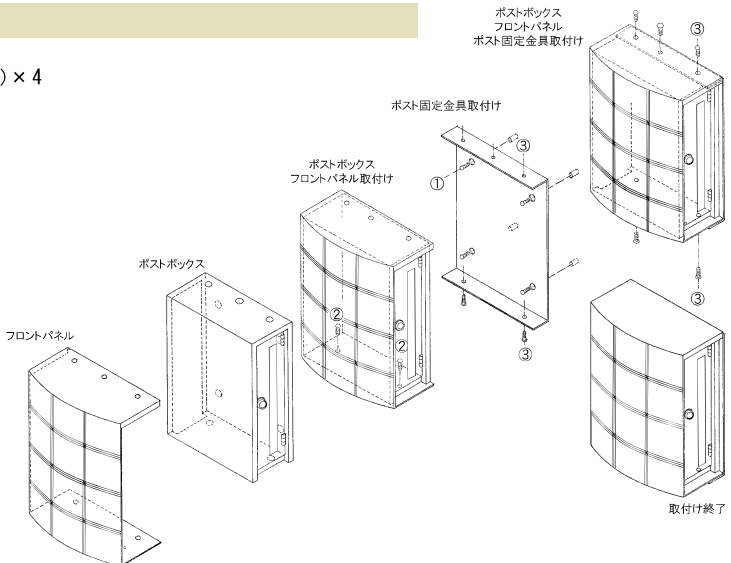 ) × 4
ポストボックス
フロントパネル
ポスト固定金具取付け
③
ポスト固定金具取付け
③
①
ポストボックス
フロントパネル取付け
ポストボックス
②
②
③
③
フロントパネル
取付け終了